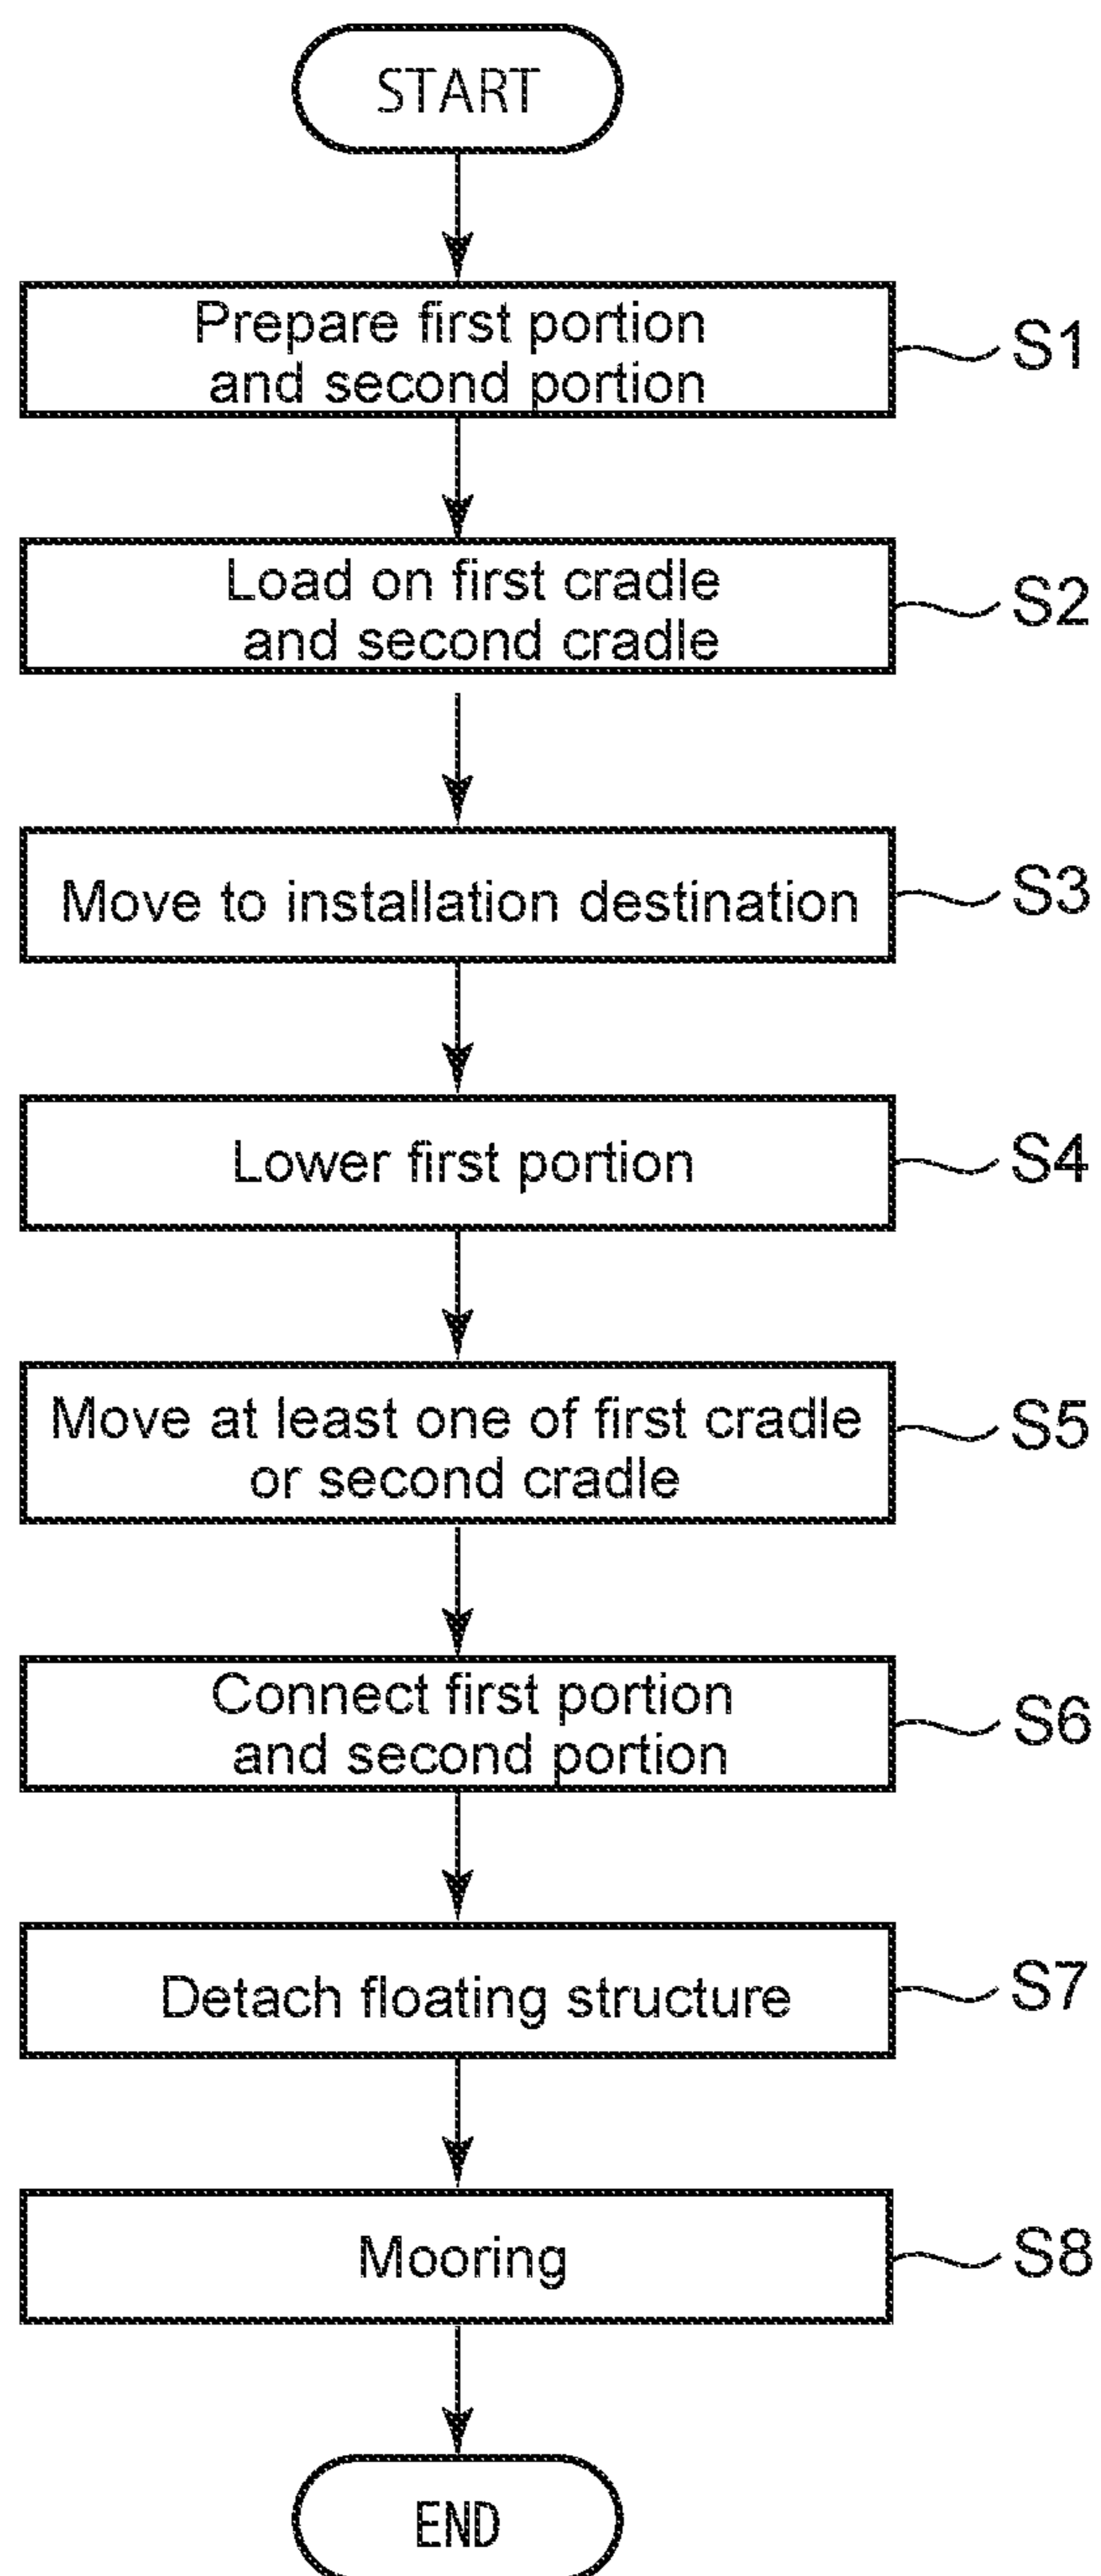 START
Prepare first portion
and second portion
S1
Load on first cradle
and second cradle
S2
Move to installation destination
S3
Lower first portion
S4
Move at least one of first cradle
or second cradle
S5
Connect first portion
and second portion
S6
Detach floating structure
S7
Mooring
S8
END